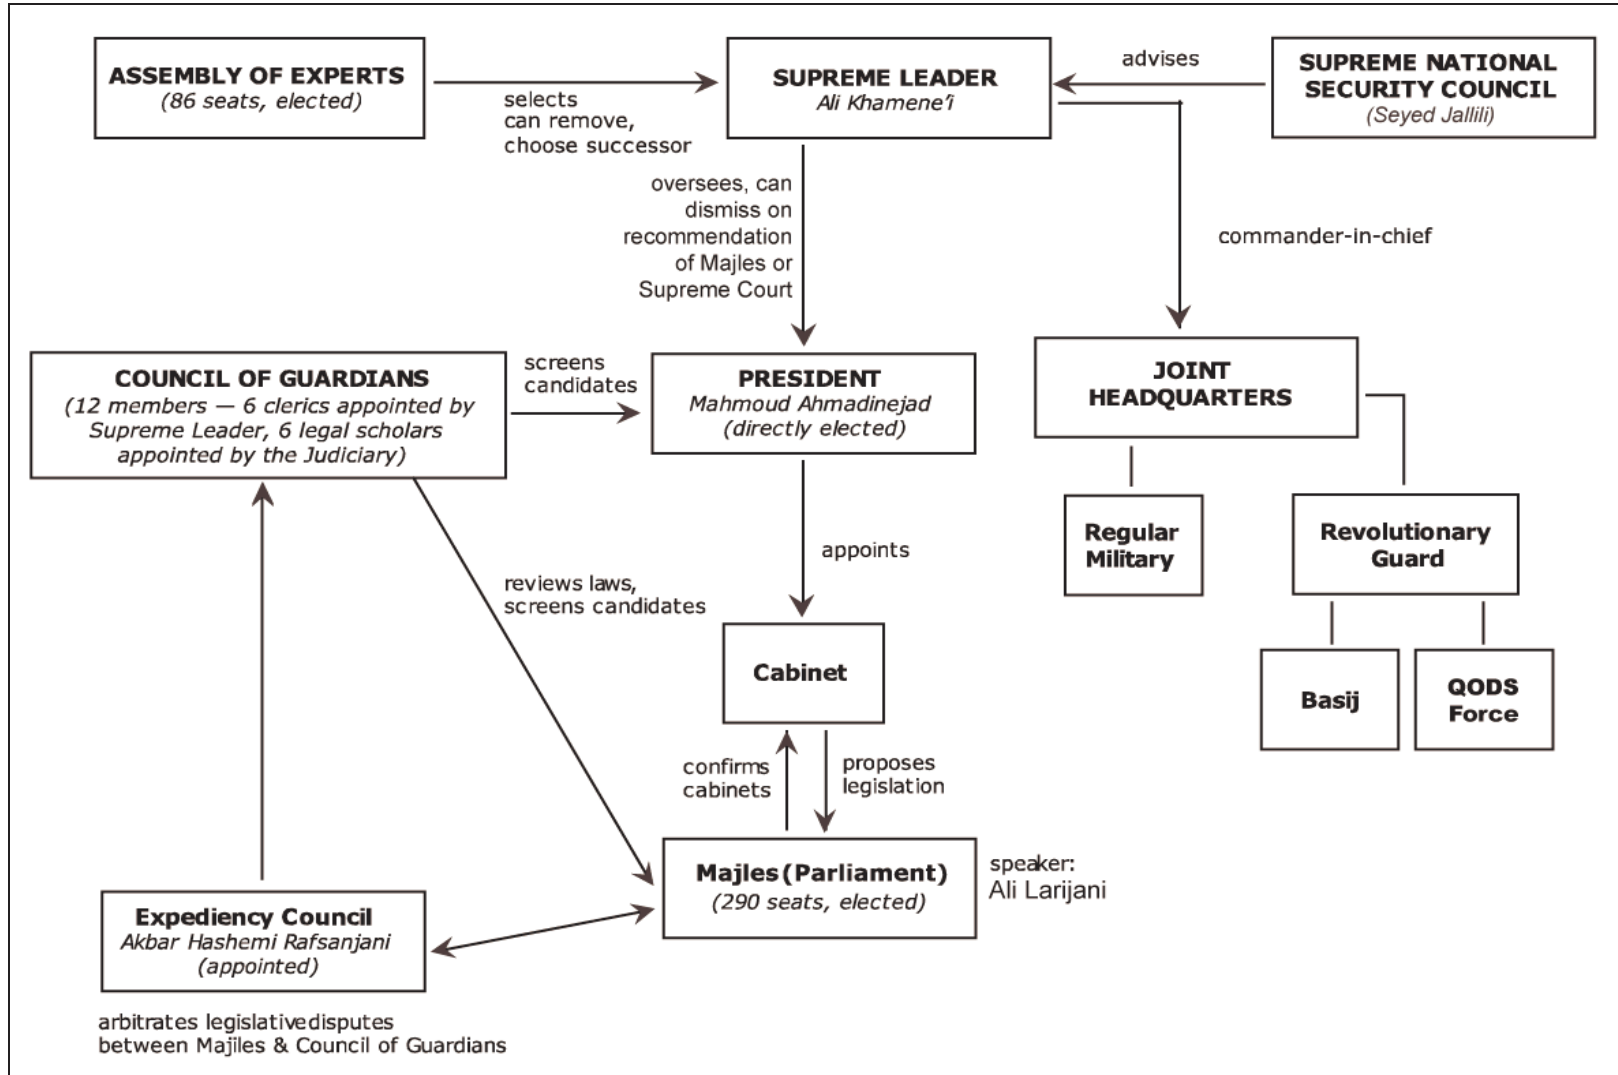 ASSEMBLY OF EXPERTS
(86 seats, elected)
selects
can remove,
choose successor
SUPREME LEADER
Ali Khamene'i
advises
SUPREME NATIONAL
SECURITY COUNCIL
(Seyed Jallili)
oversees, can
dismiss on
recommendation
of Majles or
Supreme Court
commander-in-chief
COUNCIL OF GUARDIANS
(12 members — 6 clerics appointed by
Supreme Leader, 6 legal scholars
appointed by the Judiciary)
screens
candidates
PRESIDENT
Mahmoud Ahmadinejad
(directly elected)
JOINT
HEADQUARTERS
Regular
Military
Revolutionary
Guard
appoints
reviews laws,
screens candidates
Cabinet
Basij
QODS
Force
confirms
cabinets
proposes
legislation
Majles (Parliament)
(290 seats, elected)
speaker:
Ali Larijani
Expediency Council
Akbar Hashemi Rafsanjani
(appointed)
arbitrates legislative disputes
between Majiles & Council of Guardians